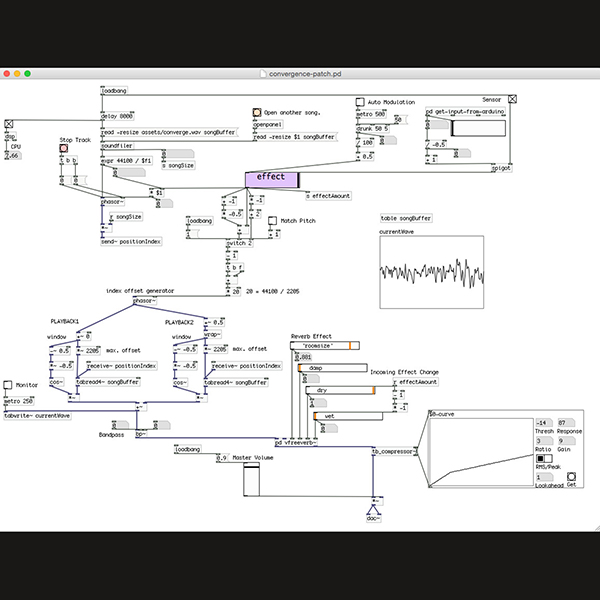 convergence-patch.pd
loadbang
delay 8000
Open another song.
Auto Modulation
Sensor
metro 500
50
pd get-input-from-arduino
dsp
CPU
2.66
Stop Track
read -resize assets/converge.wav songBuffer
openpanel
read -resize $1 songBuffer
drunk 50 5
soundfiler
/ 100
+ 0.5
/ -0.5
+ 1
expr 44100 / $f1
s songSize
t b b
spigot
effect
* $1
s effectAmount
phasor~
r songSize
*~
send~ positionIndex
loadbang
* -1
* -1
+ -0.5
+ 2
Match Pitch
1
switch 2
table songBuffer
currentWave
t b f
index offset generator
* 20
20 = 44100 / 2205
phasor~
PLAYBACK1
PLAYBACK2
+~ 0.5
wrap~
window
+~ 0
window
-~ 0.5
*~ 2205
max. offset
-~ 0.5
*~ 2205
max. offset
*~ -0.5
receive~ positionIndex
*~ -0.5
receive~ positionIndex
cos~
tabread4~ songBuffer
cos~
tabread4~ songBuffer
Reverb Effect
"roomsize"
0.881
damp
Incoming Effect Change
dry
r effectAmount
wet
Monitor
metro 250
tabwrite~ currentWave
Bandpass
bp~
pd vfreeverb~
loadbang
0.9
Master Volume
tb_compressor~
dB-curve
-14
87
Thresh
Response
3
9
Ratio
Gain
RMS/Peak
1
Lookahead
Get
*~
dac~